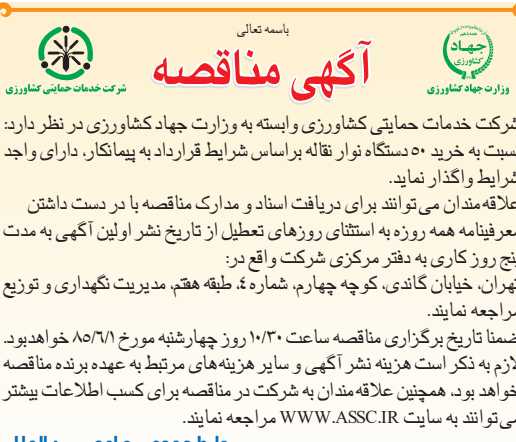 باسمه تعالی
آگهی مناقصه
جهاد
کشاورزی
وزارت جهاد کشاورزی
شرکت خدمات حمایتی کشاورزی
شرکت خدمات حمایتی کشاورزی وابسته به وزارت جهاد کشاورزی در نظر دارد:
نسبت به خرید ۵۰ دستگاه نوار نقاله براساس شرایط قرارداد به پیمانکار، دارای واجد
شرایط واگذار نماید.
علاقه‌مندان می‌توانند برای دریافت اسناد و مدارک مناقصه با در دست داشتن
معرفینامه همه روزه به استثنای روزهای تعطیل از تاریخ نشر اولین آگهی به مدت
پنج روز کاری به دفتر مرکزی شرکت واقع در:
تهران، خیابان گاندی، کوچه چهارم، شماره ۴، طبقه هفتم، مدیریت نگهداری و توزیع
مراجعه نمایند.
ضمنا تاریخ برگزاری مناقصه ساعت ۱۰/۳۰ روز چهارشنبه مورخ ۸۵/۶/۱ خواهدبود.
لازم به ذکر است هزینه نشر آگهی و سایر هزینه‌های مرتبط به عهده برنده مناقصه
خواهد بود، همچنین علاقه‌مندان به شرکت در مناقصه برای کسب اطلاعات بیشتر
می‌توانند به سایت WWW.ASSC.IR مراجعه نمایند.